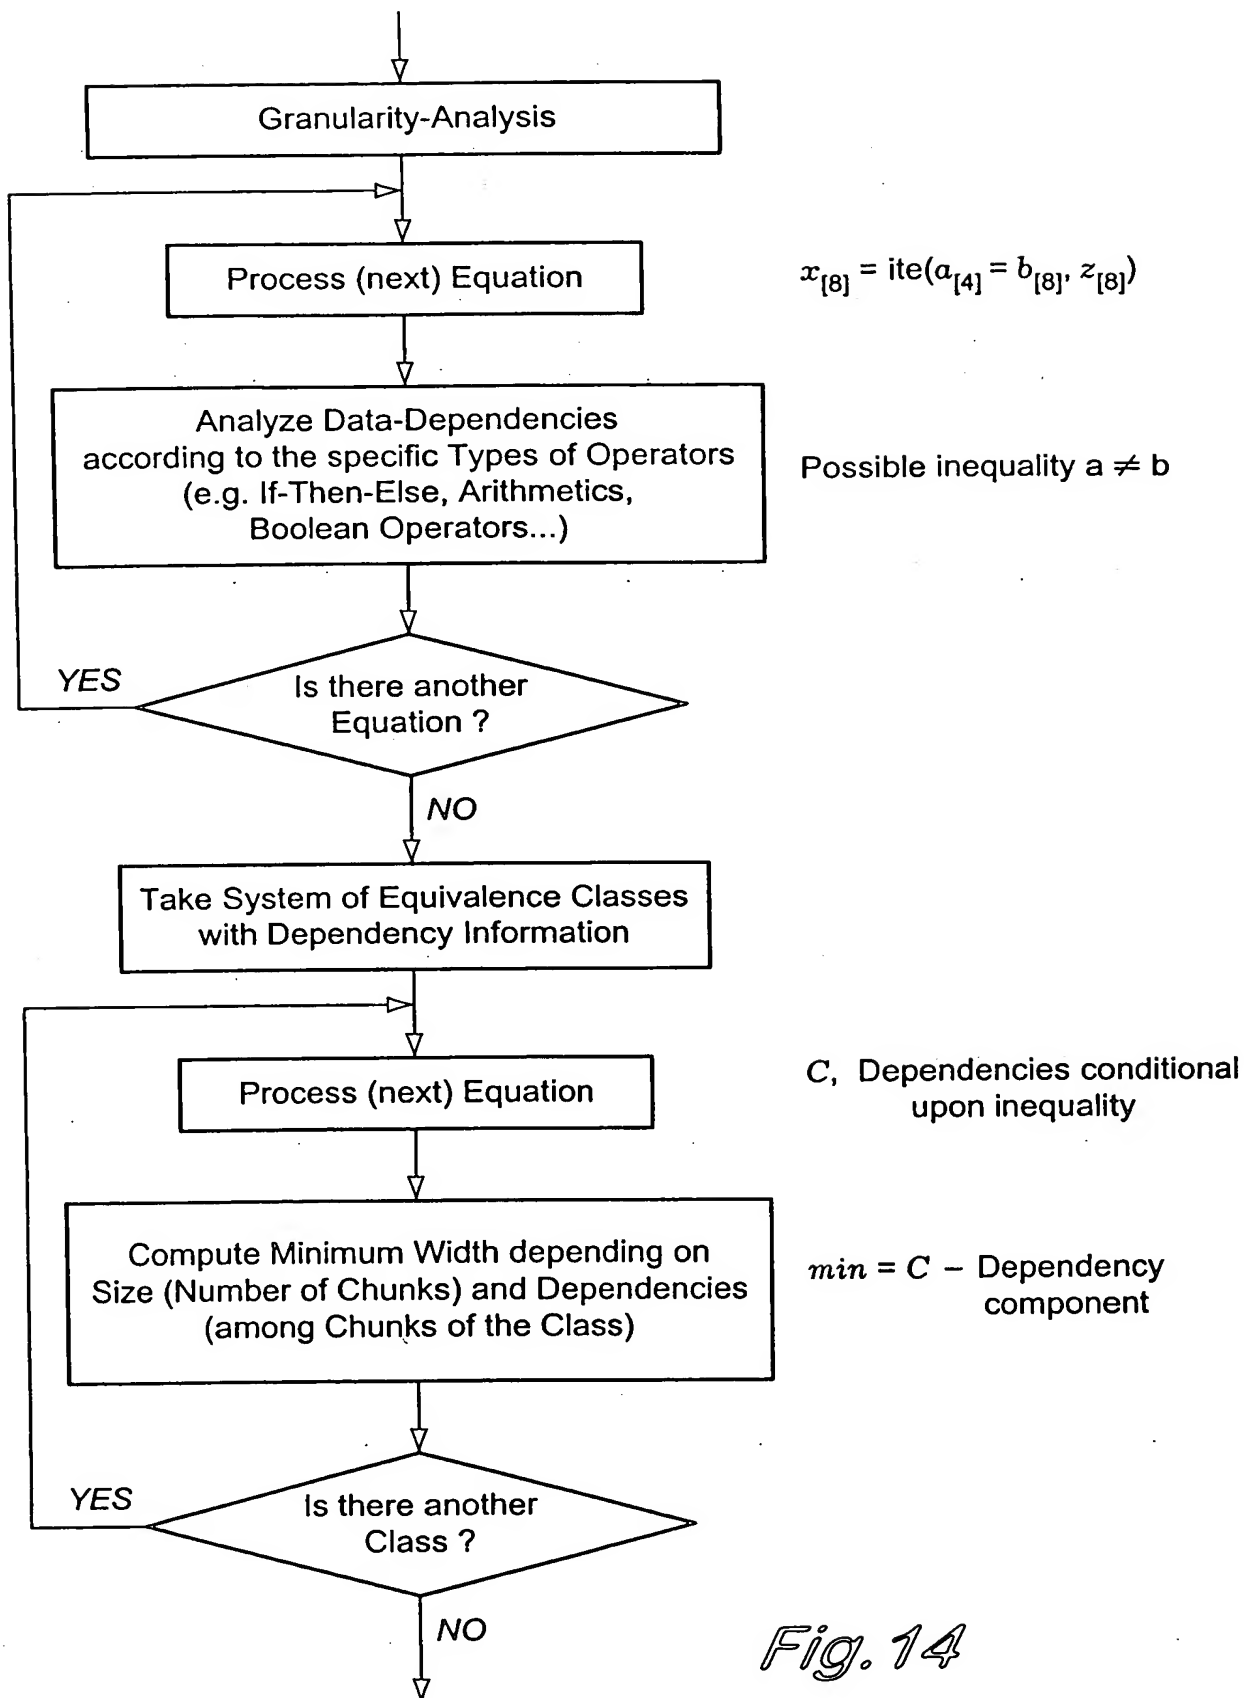 Granularity-Analysis
Process (next) Equation
x[8] = ite(a[4] = b[8], z[8])
Analyze Data-Dependencies
according to the specific Types of Operators
(e.g. If-Then-Else, Arithmetics,
Boolean Operators...)
Possible inequality a ≠ b
YES
Is there another
Equation ?
NO
Take System of Equivalence Classes
with Dependency Information
Process (next) Equation
C, Dependencies conditional
upon inequality
Compute Minimum Width depending on
Size (Number of Chunks) and Dependencies
(among Chunks of the Class)
min = C – Dependency
component
YES
Is there another
Class ?
NO
Fig. 14